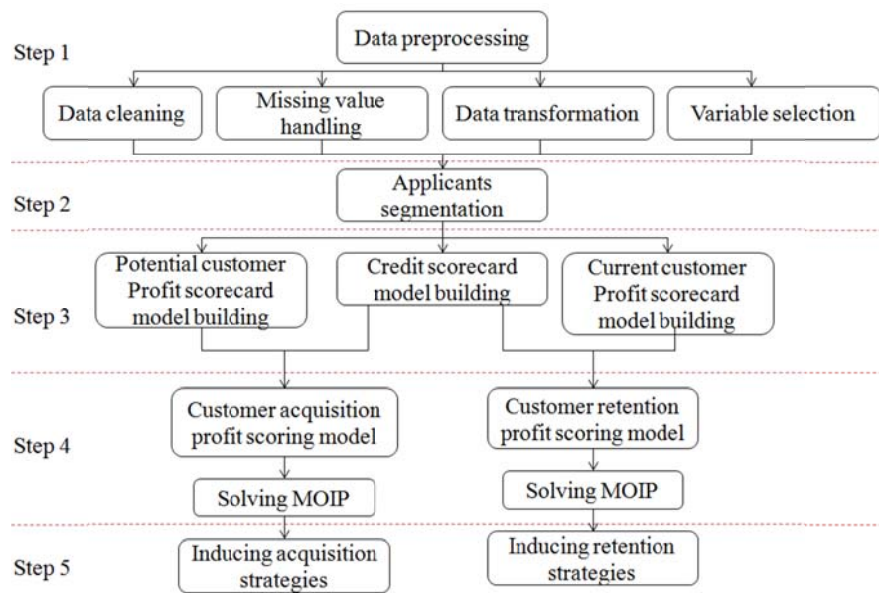 Step 1
Data preprocessing
Data cleaning
Missing value
handling
Data transformation
Variable selection
Step 2
Applicants
segmentation
Step 3
Potential customer
Profit scorecard
model building
Credit scorecard
model building
Current customer
Profit scorecard
model building
Step 4
Customer acquisition
profit scoring model
Customer retention
profit scoring model
Solving MOIP
Solving MOIP
Step 5
Inducing acquisition
strategies
Inducing retention
strategies